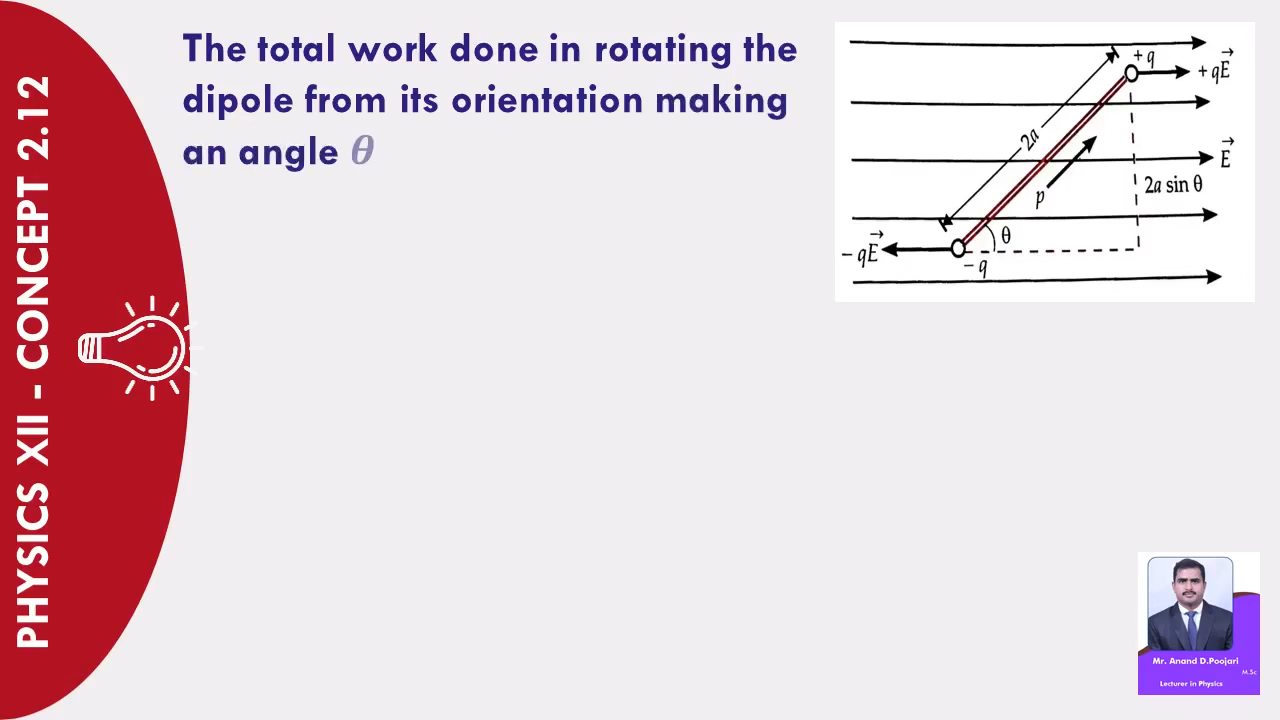 PHYSICS XII - CONCEPT 2.12
The total work done in rotating the
dipole from its orientation making
an angle θ
+ q
+ qE⃗
2a
E⃗
2a sin θ
p
θ
− qE⃗
− q
Mr. Anand D.Poojari
M.Sc
Lecturer in Physics